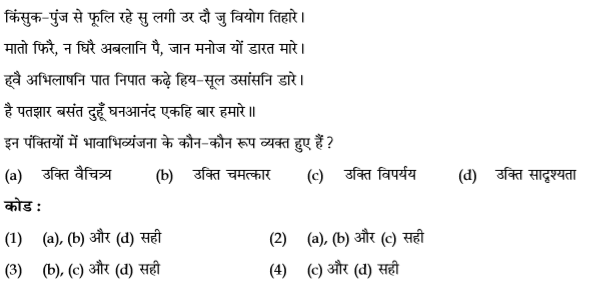 किंसुक-पुंज से फूलि रहे सु लगी उर दौ जु वियोग तिहारे।
मातो फिरै, न घिरै अबलानि पै, जान मनोज यों डारत मारे।
ह्वै अभिलाषनि पात निपात कढ़े हिय-सूल उसांसनि डारे।
है पतझार बसंत दुहूँ घनआनंद एकहि बार हमारे॥
इन पंक्तियों में भावाभिव्यंजना के कौन-कौन रूप व्यक्त हुए हैं?
(a) उक्ति वैचित्र्य (b) उक्ति चमत्कार (c) उक्ति विपर्यय (d) उक्ति सादृश्यता
कोड :
(1) (a), (b) और (d) सही (2) (a), (b) और (c) सही
(3) (b), (c) और (d) सही (4) (c) और (d) सही